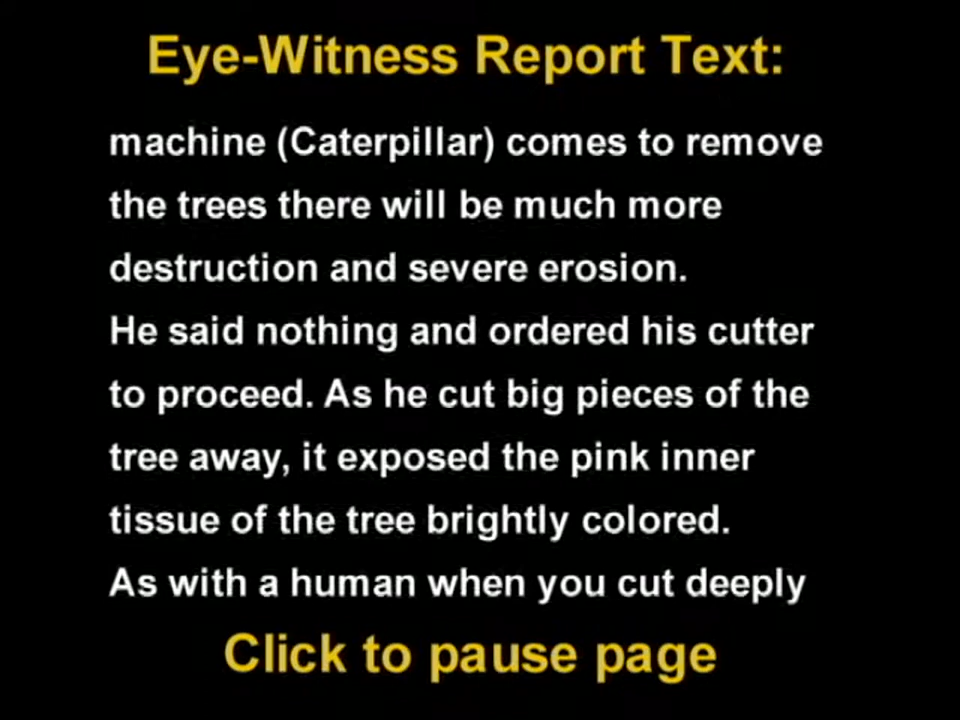 Eye-Witness Report Text:
machine (Caterpillar) comes to remove
the trees there will be much more
destruction and severe erosion.
He said nothing and ordered his cutter
to proceed. As he cut big pieces of the
tree away, it exposed the pink inner
tissue of the tree brightly colored.
As with a human when you cut deeply
Click to pause page